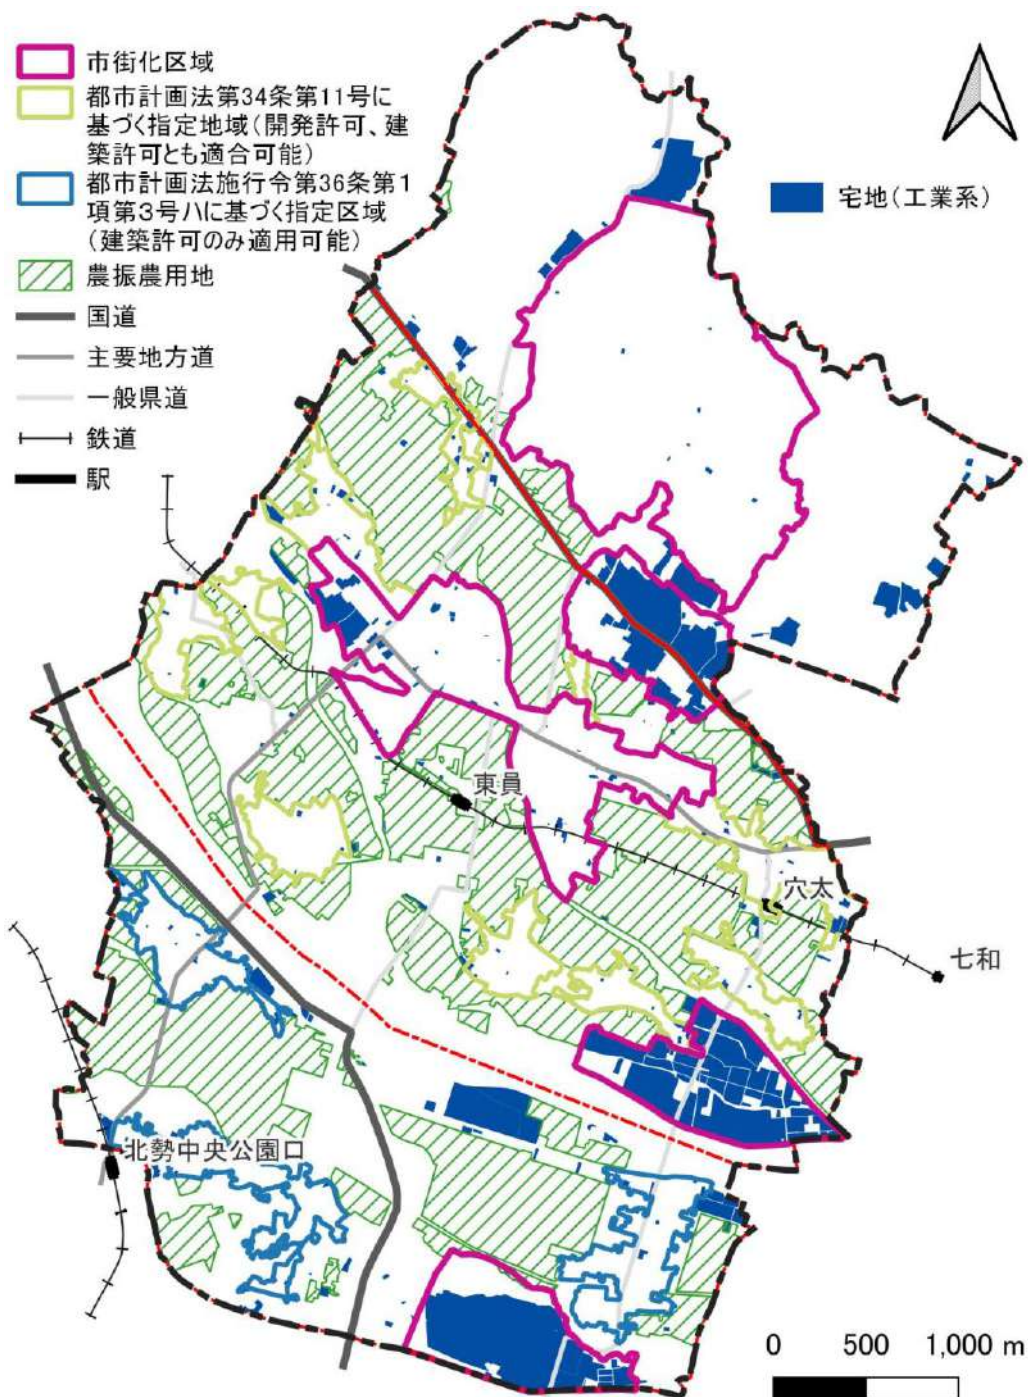 市街化区域
都市計画法第34条第11号に
基づく指定地域(開発許可、建
築許可とも適合可能)
都市計画法施行令第36条第1
項第3号ハに基づく指定区域
(建築許可のみ適用可能)
農振農用地
国道
主要地方道
一般県道
鉄道
駅
宅地(工業系)
東員
穴太
七和
北勢中央公園口
0 500 1,000 m